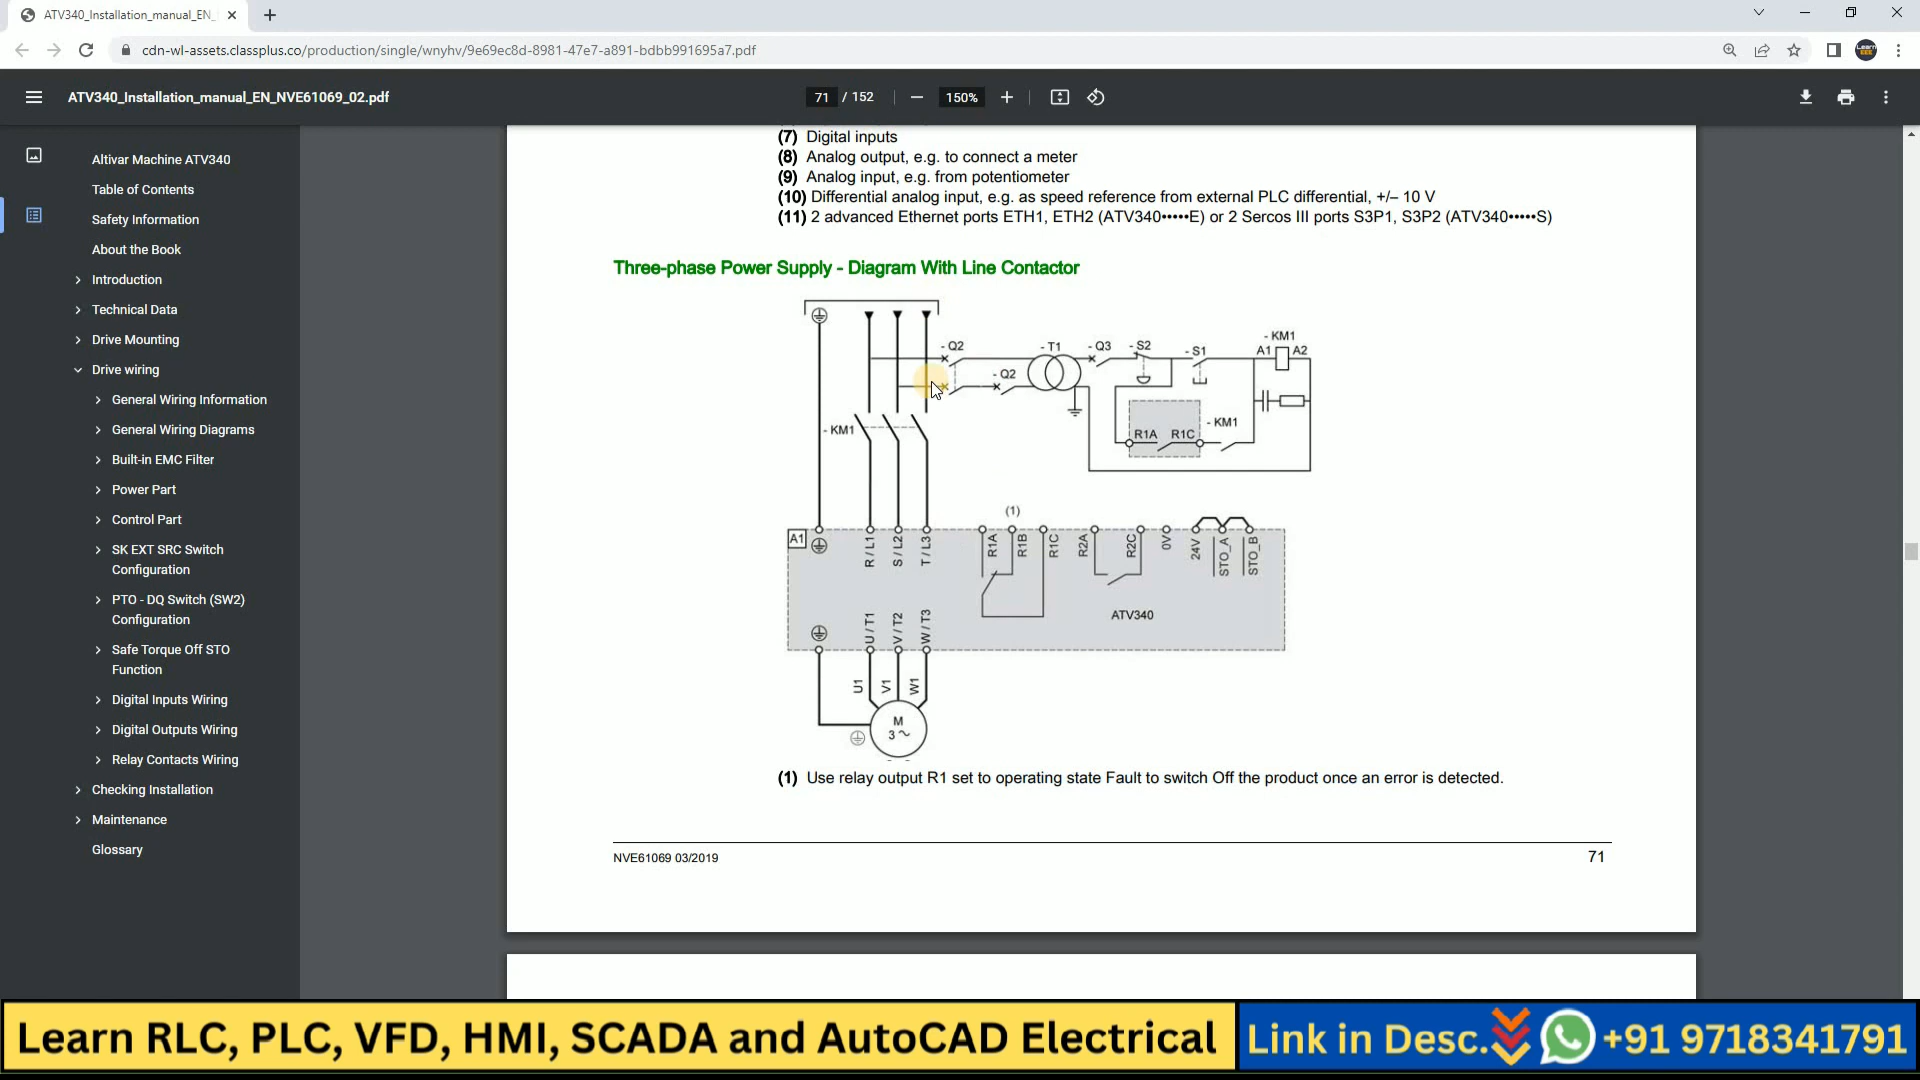 ATV340_Installation_manual_EN_
cdn-wl-assets.classplus.co/production/single/wnyhv/9e69ec8d-8981-47e7-a891-bdbb991695a7.pdf
ATV340_Installation_manual_EN_NVE61069_02.pdf
71 / 152
150%
Altivar Machine ATV340
Table of Contents
Safety Information
About the Book
Introduction
Technical Data
Drive Mounting
Drive wiring
General Wiring Information
General Wiring Diagrams
Built-in EMC Filter
Power Part
Control Part
SK EXT SRC Switch
Configuration
PTO - DQ Switch (SW2)
Configuration
Safe Torque Off STO
Function
Digital Inputs Wiring
Digital Outputs Wiring
Relay Contacts Wiring
Checking Installation
Maintenance
Glossary
(7) Digital inputs
(8) Analog output, e.g. to connect a meter
(9) Analog input, e.g. from potentiometer
(10) Differential analog input, e.g. as speed reference from external PLC differential, +/– 10 V
(11) 2 advanced Ethernet ports ETH1, ETH2 (ATV340•••••E) or 2 Sercos III ports S3P1, S3P2 (ATV340•••••S)
Three-phase Power Supply - Diagram With Line Contactor
- KM1
- Q2 - T1 - Q3 - S2 - S1 A1 A2
- Q2
- KM1 R1A R1C - KM1
(1)
A1 R / L1 S / L2 T / L3 R1A R1B R1C R2A R2C 0V 24V STO_A STO_B
U / T1 V / T2 W / T3 ATV340
U1 V1 W1
M
3 ~
(1) Use relay output R1 set to operating state Fault to switch Off the product once an error is detected.
NVE61069 03/2019 71
Learn RLC, PLC, VFD, HMI, SCADA and AutoCAD Electrical Link in Desc. +91 9718341791